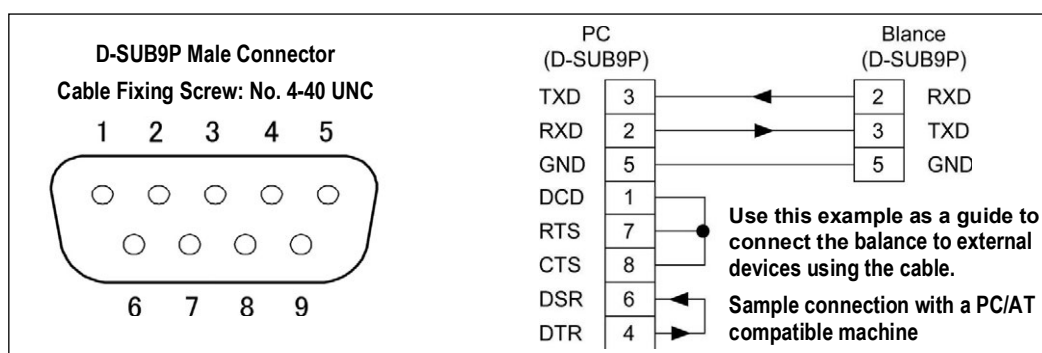 D-SUB9P Male Connector
Cable Fixing Screw: No. 4-40 UNC
1 2 3 4 5
6 7 8 9
PC
(D-SUB9P)
Blance
(D-SUB9P)
TXD 3 2 RXD
RXD 2 3 TXD
GND 5 5 GND
DCD 1
RTS 7
CTS 8
DSR 6
DTR 4
Use this example as a guide to
connect the balance to external
devices using the cable.
Sample connection with a PC/AT
compatible machine